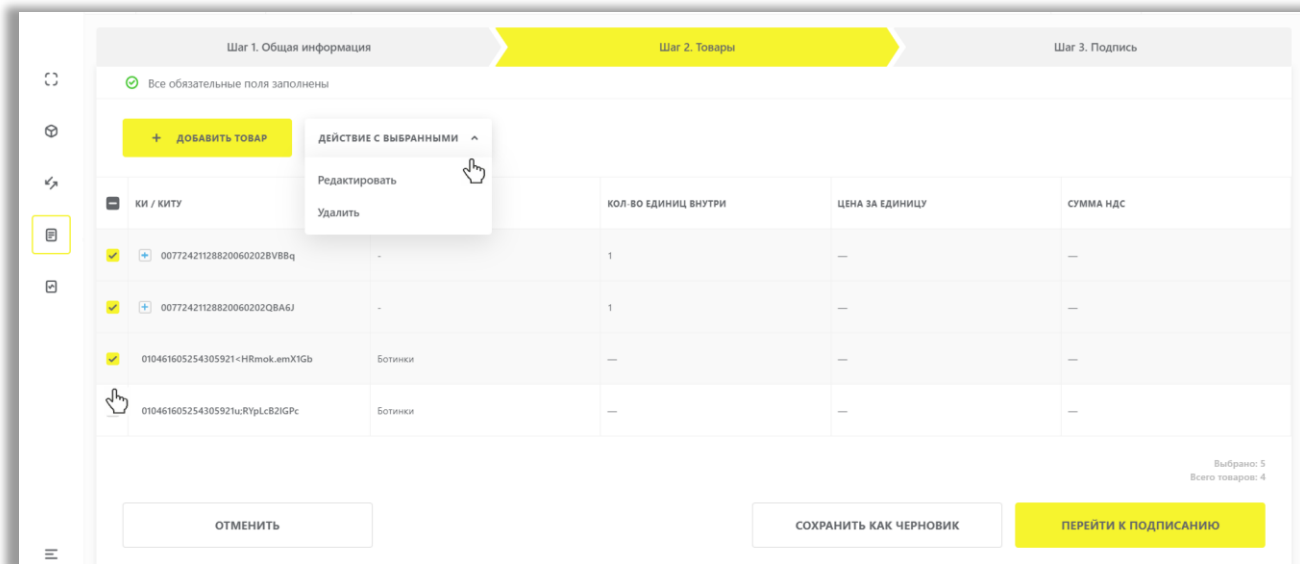 Шаг 1. Общая информация
Шаг 2. Товары
Шаг 3. Подпись
Все обязательные поля заполнены
+ ДОБАВИТЬ ТОВАР
ДЕЙСТВИЕ С ВЫБРАННЫМИ
Редактировать
Удалить
КИ / КИТУ
КОЛ-ВО ЕДИНИЦ ВНУТРИ
ЦЕНА ЗА ЕДИНИЦУ
СУММА НДС
00772421128820060202BVBBq - 1 — —
00772421128820060202QBA6J - 1 — —
010461605254305921<HRmok.emX1Gb Ботинки — — —
010461605254305921u;RYpLcB2IGPc Ботинки — — —
Выбрано: 5
Всего товаров: 4
ОТМЕНИТЬ
СОХРАНИТЬ КАК ЧЕРНОВИК
ПЕРЕЙТИ К ПОДПИСАНИЮ